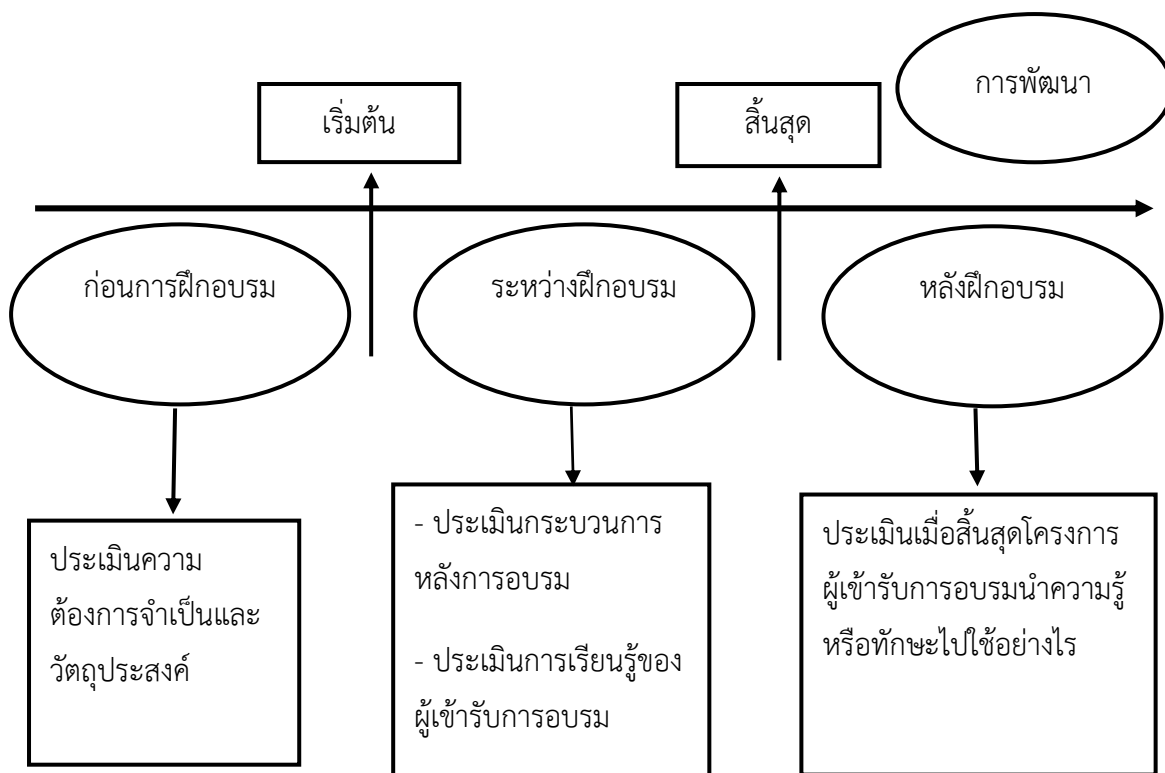 การพัฒนา
เริ่มต้น
สิ้นสุด
ก่อนการฝึกอบรม
ระหว่างฝึกอบรม
หลังฝึกอบรม
ประเมินความ
ต้องการจำเป็นและ
วัตถุประสงค์
- ประเมินกระบวนการ
หลังการอบรม
- ประเมินการเรียนรู้ของ
ผู้เข้ารับการอบรม
ประเมินเมื่อสิ้นสุดโครงการ
ผู้เข้ารับการอบรมนำความรู้
หรือทักษะไปใช้อย่างไร